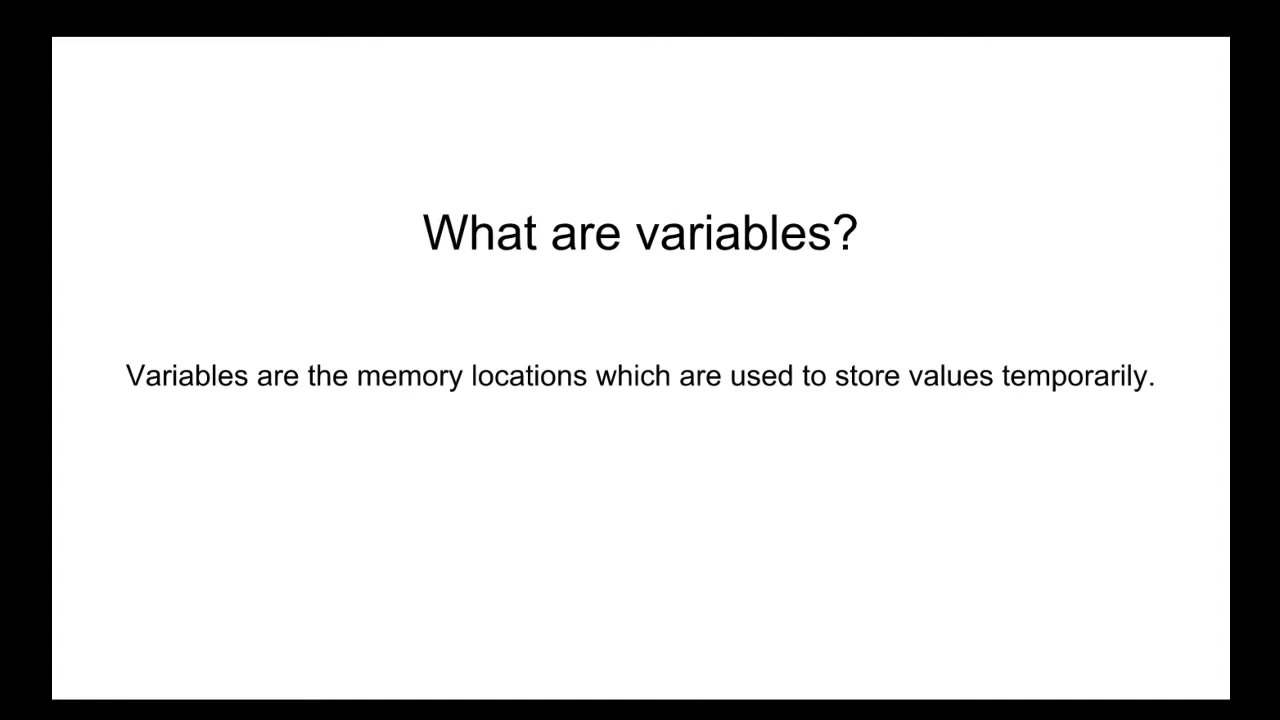 What are variables?
Variables are the memory locations which are used to store values temporarily.